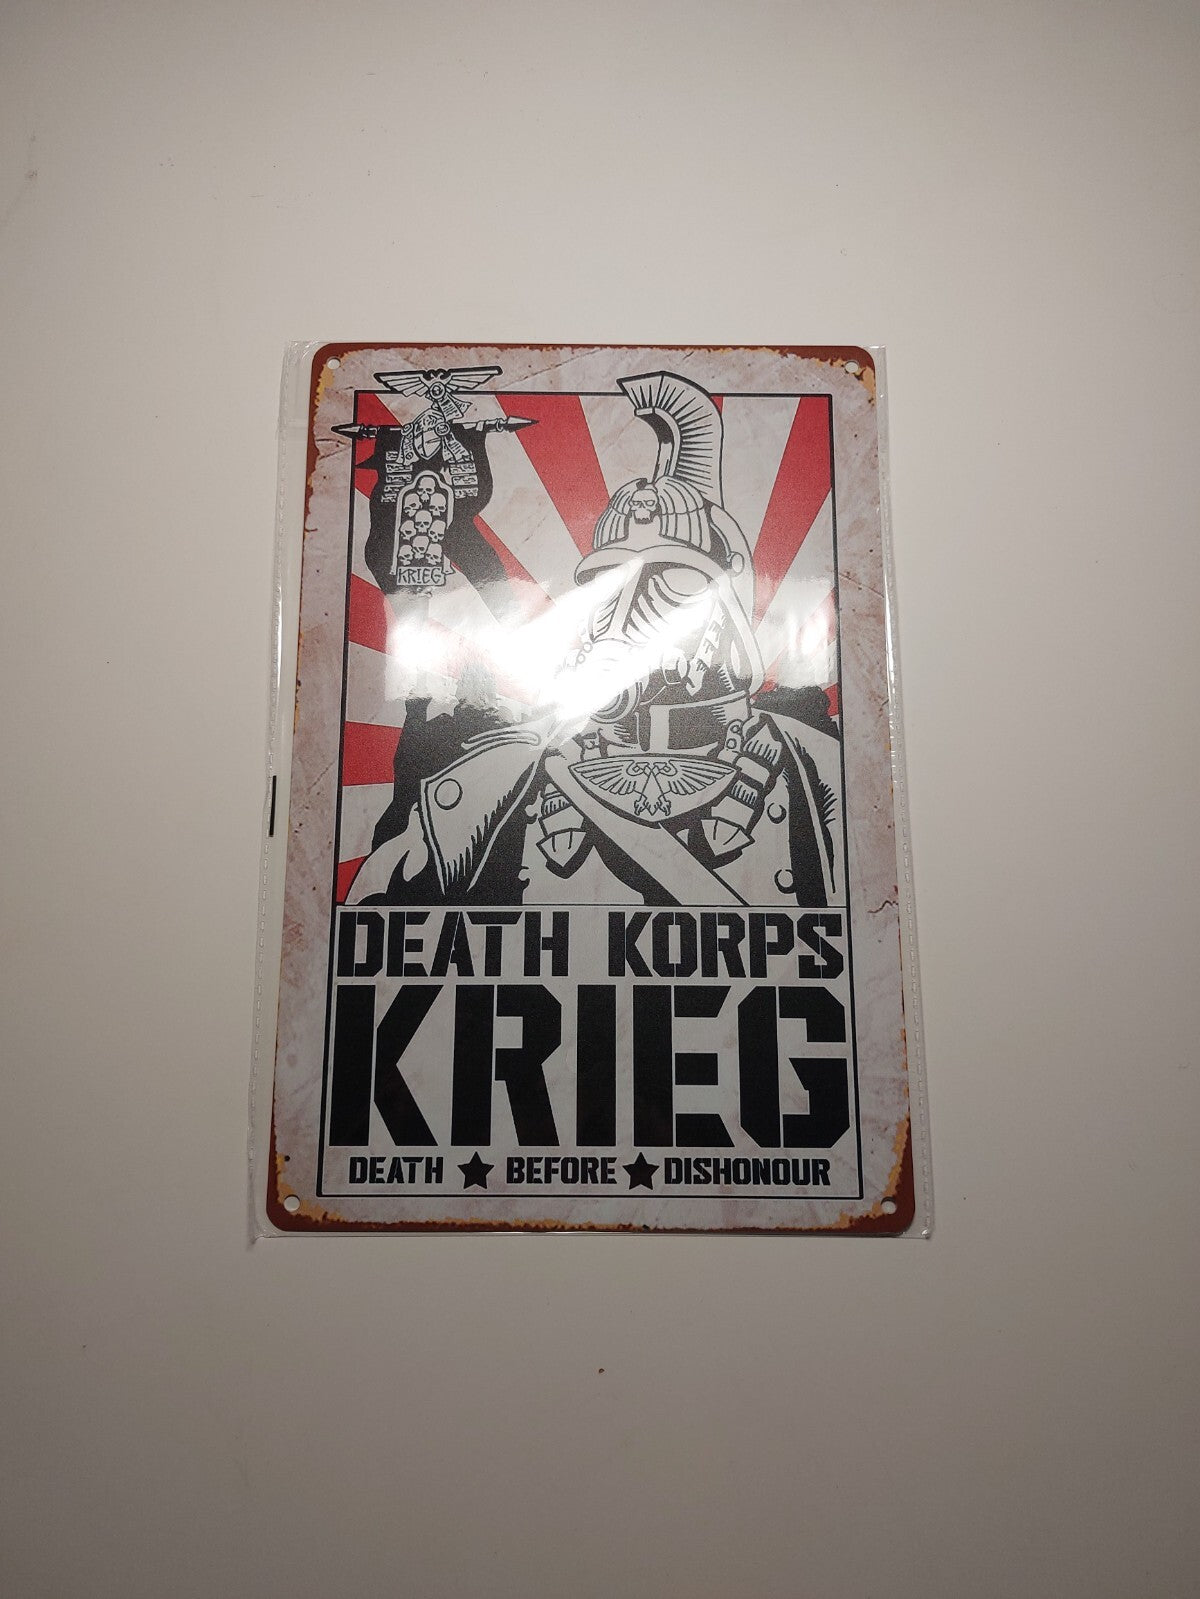 KRIEG
DEATH KORPS
KRIEG
DEATH ★ BEFORE ★ DISHONOUR